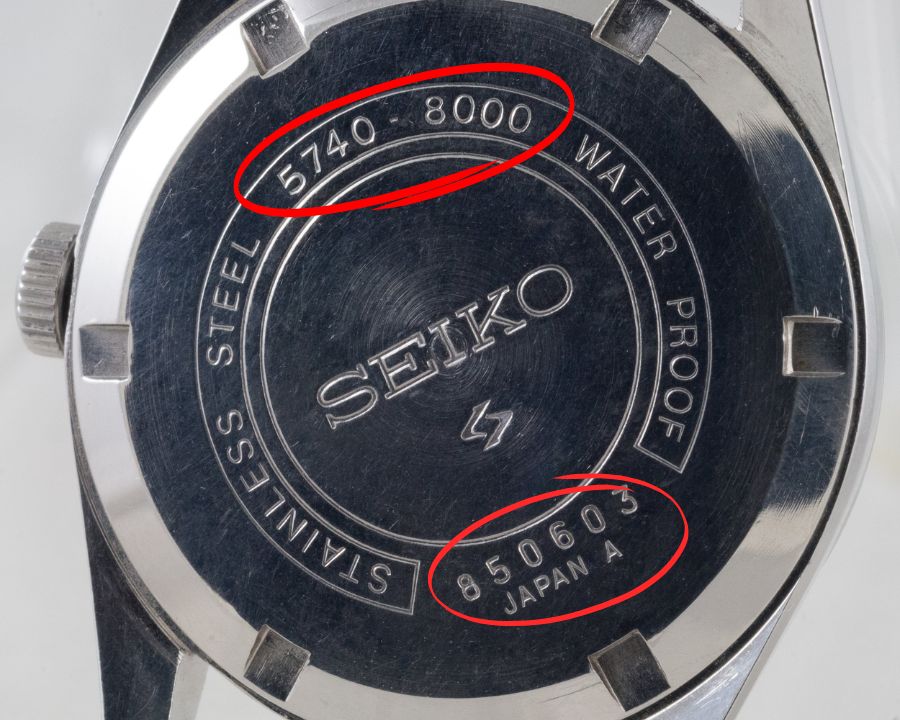 5740-8000
WATER PROOF
STAINLESS STEEL
SEIKO
850603
JAPAN A